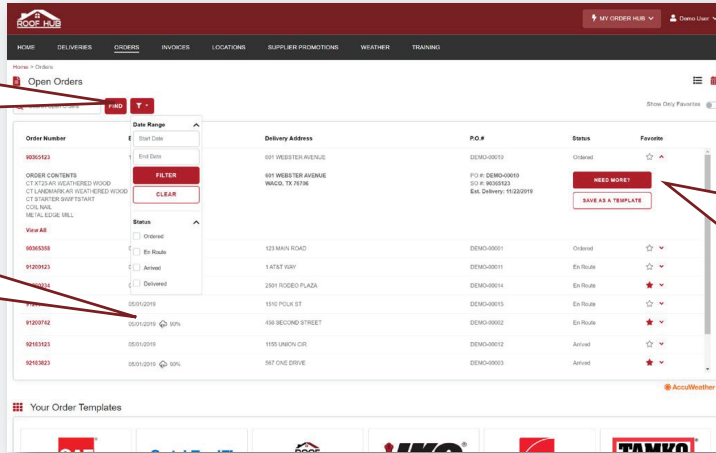 ROOF HUB
MY ORDER HUB
Demo User
HOME DELIVERIES ORDERS INVOICES LOCATIONS SUPPLIER PROMOTIONS WEATHER TRAINING
Home > Orders
Open Orders
FIND
Show Only Favorites
Date Range
Start Date
End Date
FILTER
CLEAR
Status
Ordered
En Route
Arrived
Delivered
Order Number Delivery Address P.O.# Status Favorite
90365123 601 WEBSTER AVENUE DEMO-00010 Ordered
ORDER CONTENTS
CT XT25 AR WEATHERED WOOD
CT LANDMARK AR WEATHERED WOOD
CT STARTER SWIFTSTART
COIL NAIL
METAL EDGE MILL
View All
601 WEBSTER AVENUE
WACO, TX 76706
PO #: DEMO-00010
SO #: 90365123
Est. Delivery: 11/22/2019
NEED MORE?
SAVE AS A TEMPLATE
90365358 123 MAIN ROAD DEMO-00001 Ordered
91200123 1 AT&T WAY DEMO-00011 En Route
2501 RODEO PLAZA DEMO-00014 En Route
05/01/2019 1510 POLK ST DEMO-00015 En Route
91200742 05/01/2019 90% 456 SECOND STREET DEMO-00002 En Route
92103123 05/01/2019 1155 UNION CIR DEMO-00012 Arrived
92103823 05/01/2019 90% 567 ONE DRIVE DEMO-00003 Arrived
AccuWeather
Your Order Templates
GAF
ROOF
IKO
TAMKO